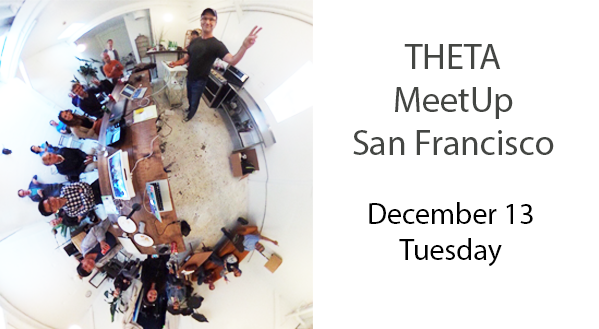 THETA
MeetUp
San Francisco
December 13
Tuesday